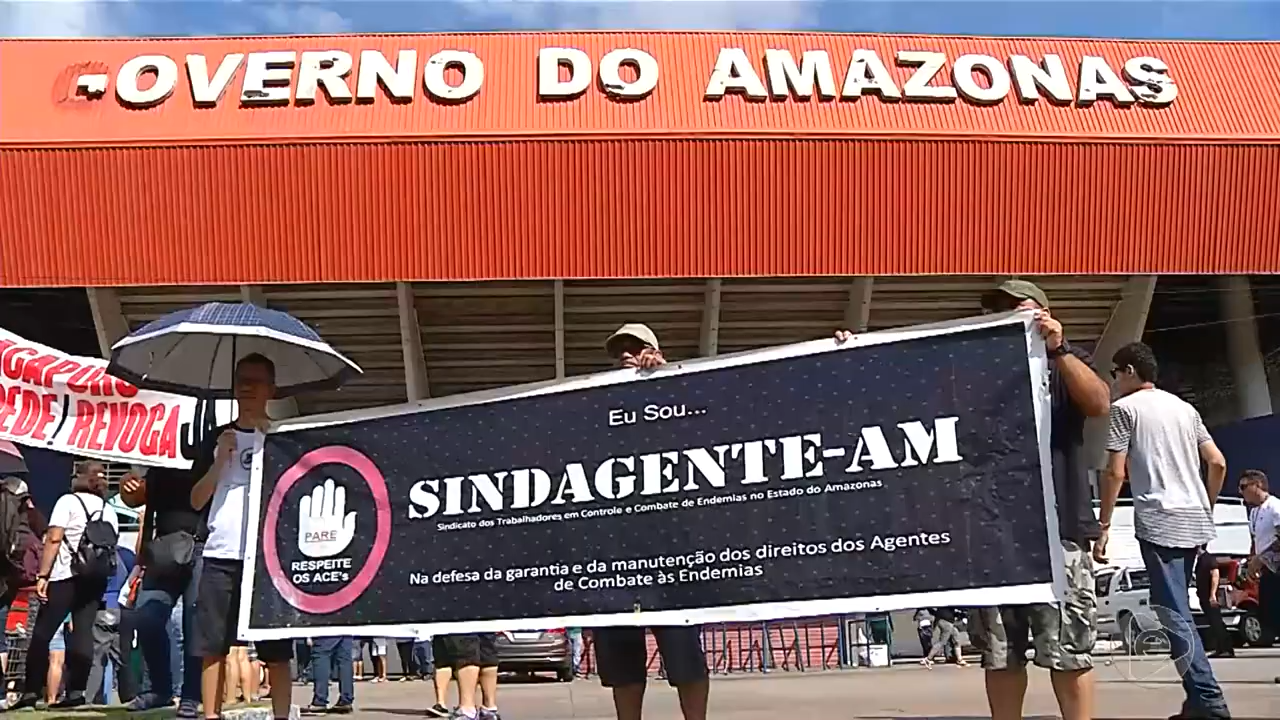 GOVERNO DO AMAZONAS
REVOGA
Eu Sou...
SINDAGENTE-AM
Sindicato dos Trabalhadores em Controle e Combate de Endemias no Estado do Amazonas
PARE
RESPEITE
OS ACE's
Na defesa da garantia e da manutenção dos direitos dos Agentes
de Combate às Endemias